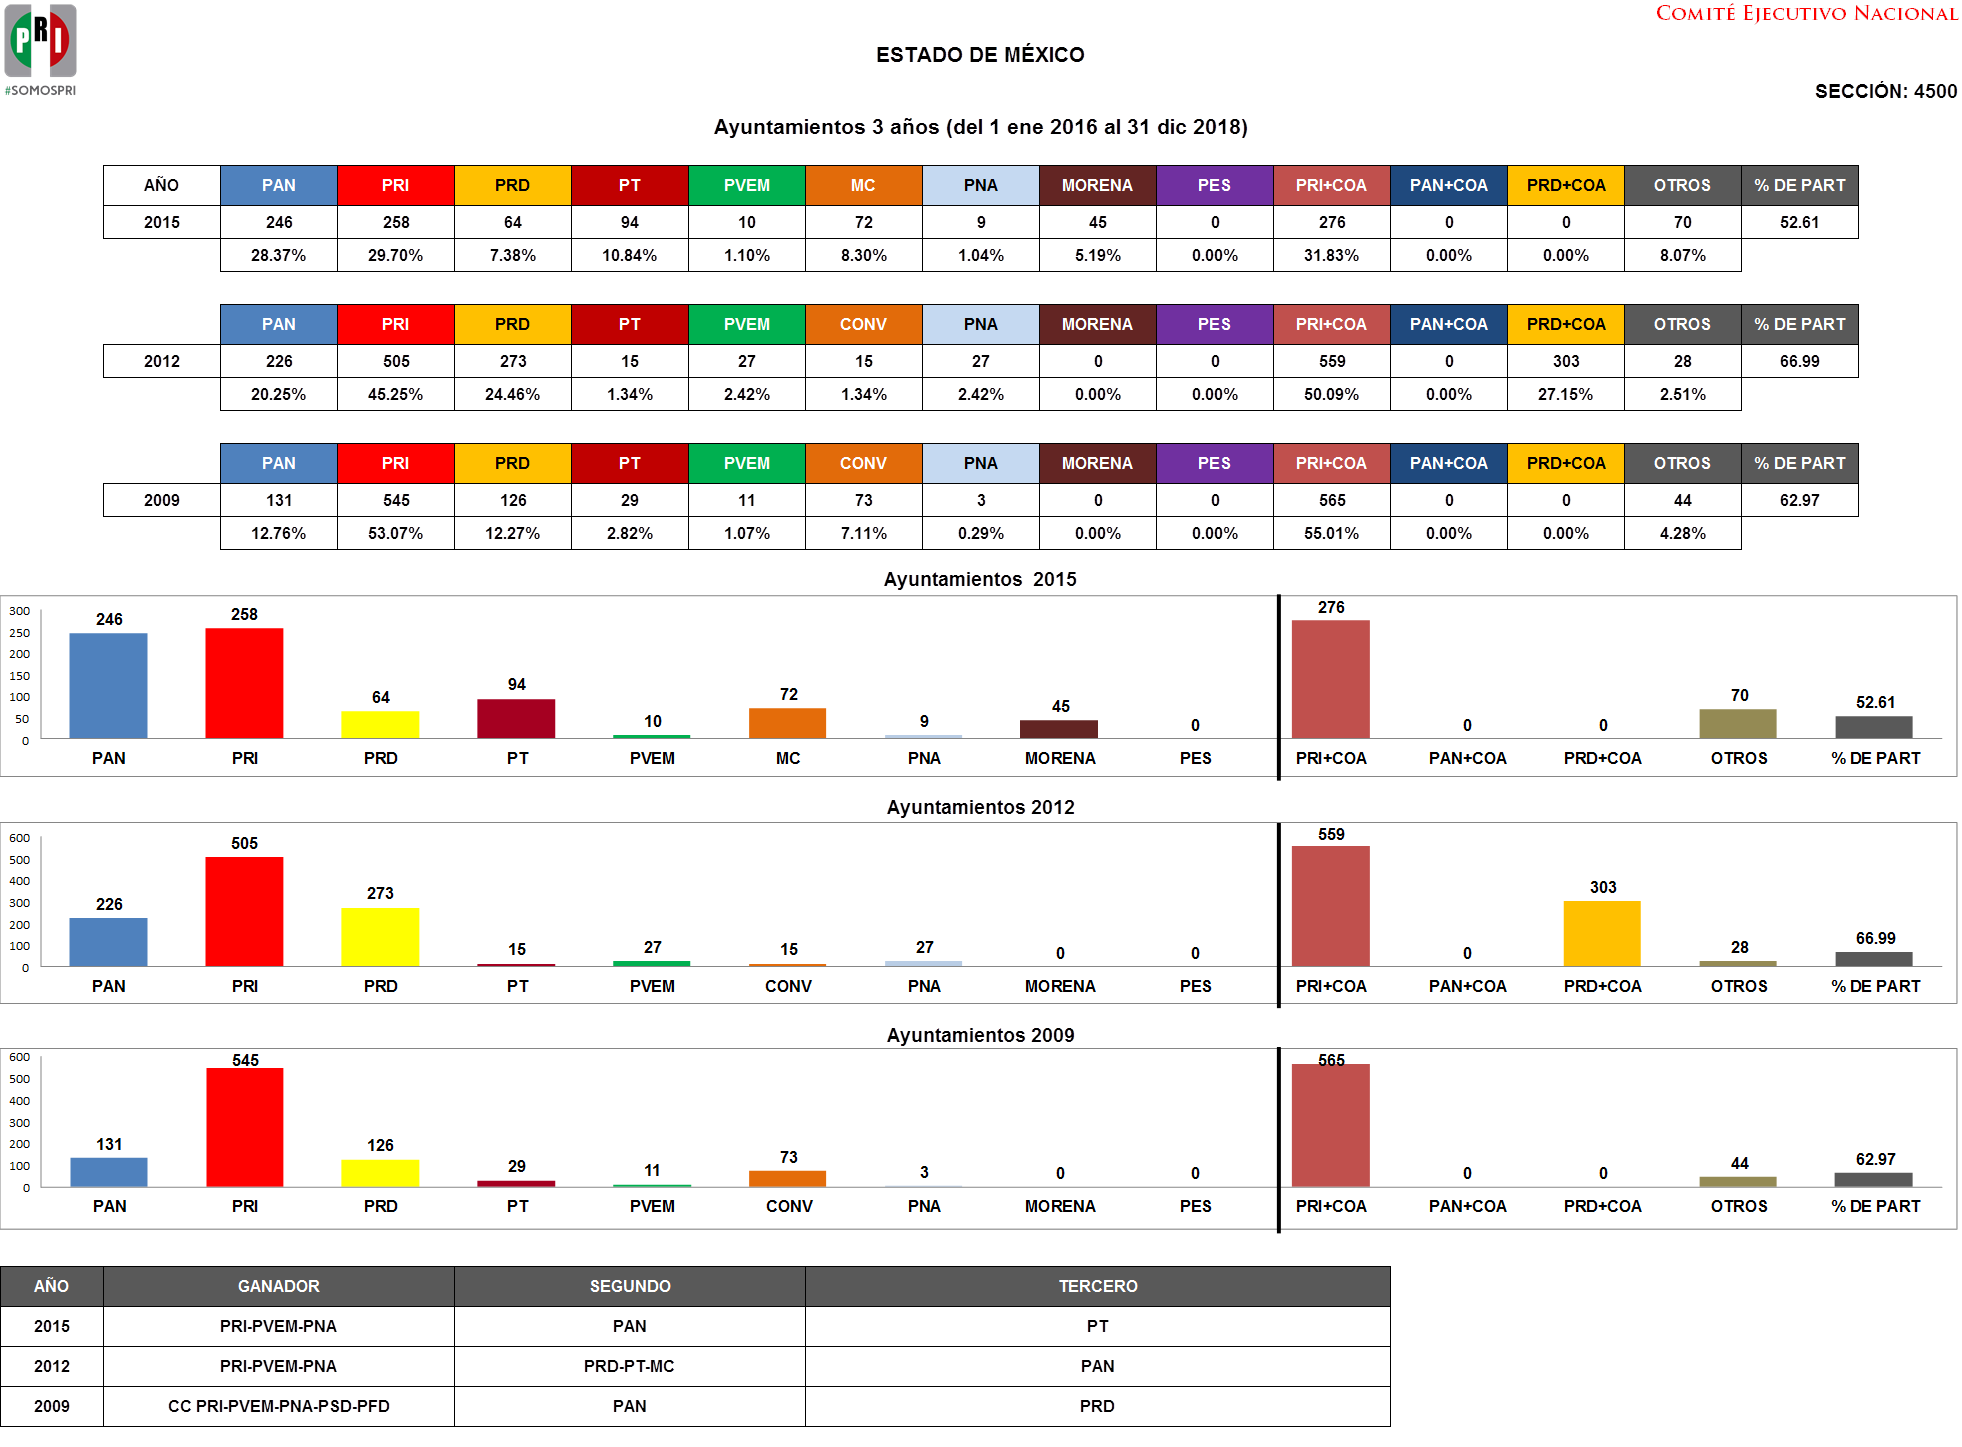 PRI
#SOMOSPRI
COMITÉ EJECUTIVO NACIONAL
ESTADO DE MÉXICO
SECCIÓN: 4500
Ayuntamientos 3 años (del 1 ene 2016 al 31 dic 2018)
AÑO PAN PRI PRD PT PVEM MC PNA MORENA PES PRI+COA PAN+COA PRD+COA OTROS % DE PART
2015 246 258 64 94 10 72 9 45 0 276 0 0 70 52.61
28.37% 29.70% 7.38% 10.84% 1.10% 8.30% 1.04% 5.19% 0.00% 31.83% 0.00% 0.00% 8.07%
PAN PRI PRD PT PVEM CONV PNA MORENA PES PRI+COA PAN+COA PRD+COA OTROS % DE PART
2012 226 505 273 15 27 15 27 0 0 559 0 303 28 66.99
20.25% 45.25% 24.46% 1.34% 2.42% 1.34% 2.42% 0.00% 0.00% 50.09% 0.00% 27.15% 2.51%
PAN PRI PRD PT PVEM CONV PNA MORENA PES PRI+COA PAN+COA PRD+COA OTROS % DE PART
2009 131 545 126 29 11 73 3 0 0 565 0 0 44 62.97
12.76% 53.07% 12.27% 2.82% 1.07% 7.11% 0.29% 0.00% 0.00% 55.01% 0.00% 0.00% 4.28%
Ayuntamientos 2015
300
250
200
150
100
50
0
246 258 64 94 10 72 9 45 0 276 0 0 70 52.61
PAN PRI PRD PT PVEM MC PNA MORENA PES PRI+COA PAN+COA PRD+COA OTROS % DE PART
Ayuntamientos 2012
600
500
400
300
200
100
0
226 505 273 15 27 15 27 0 0 559 0 303 28 66.99
PAN PRI PRD PT PVEM CONV PNA MORENA PES PRI+COA PAN+COA PRD+COA OTROS % DE PART
Ayuntamientos 2009
600
500
400
300
200
100
0
131 545 126 29 11 73 3 0 0 565 0 0 44 62.97
PAN PRI PRD PT PVEM CONV PNA MORENA PES PRI+COA PAN+COA PRD+COA OTROS % DE PART
AÑO GANADOR SEGUNDO TERCERO
2015 PRI-PVEM-PNA PAN PT
2012 PRI-PVEM-PNA PRD-PT-MC PAN
2009 CC PRI-PVEM-PNA-PSD-PFD PAN PRD